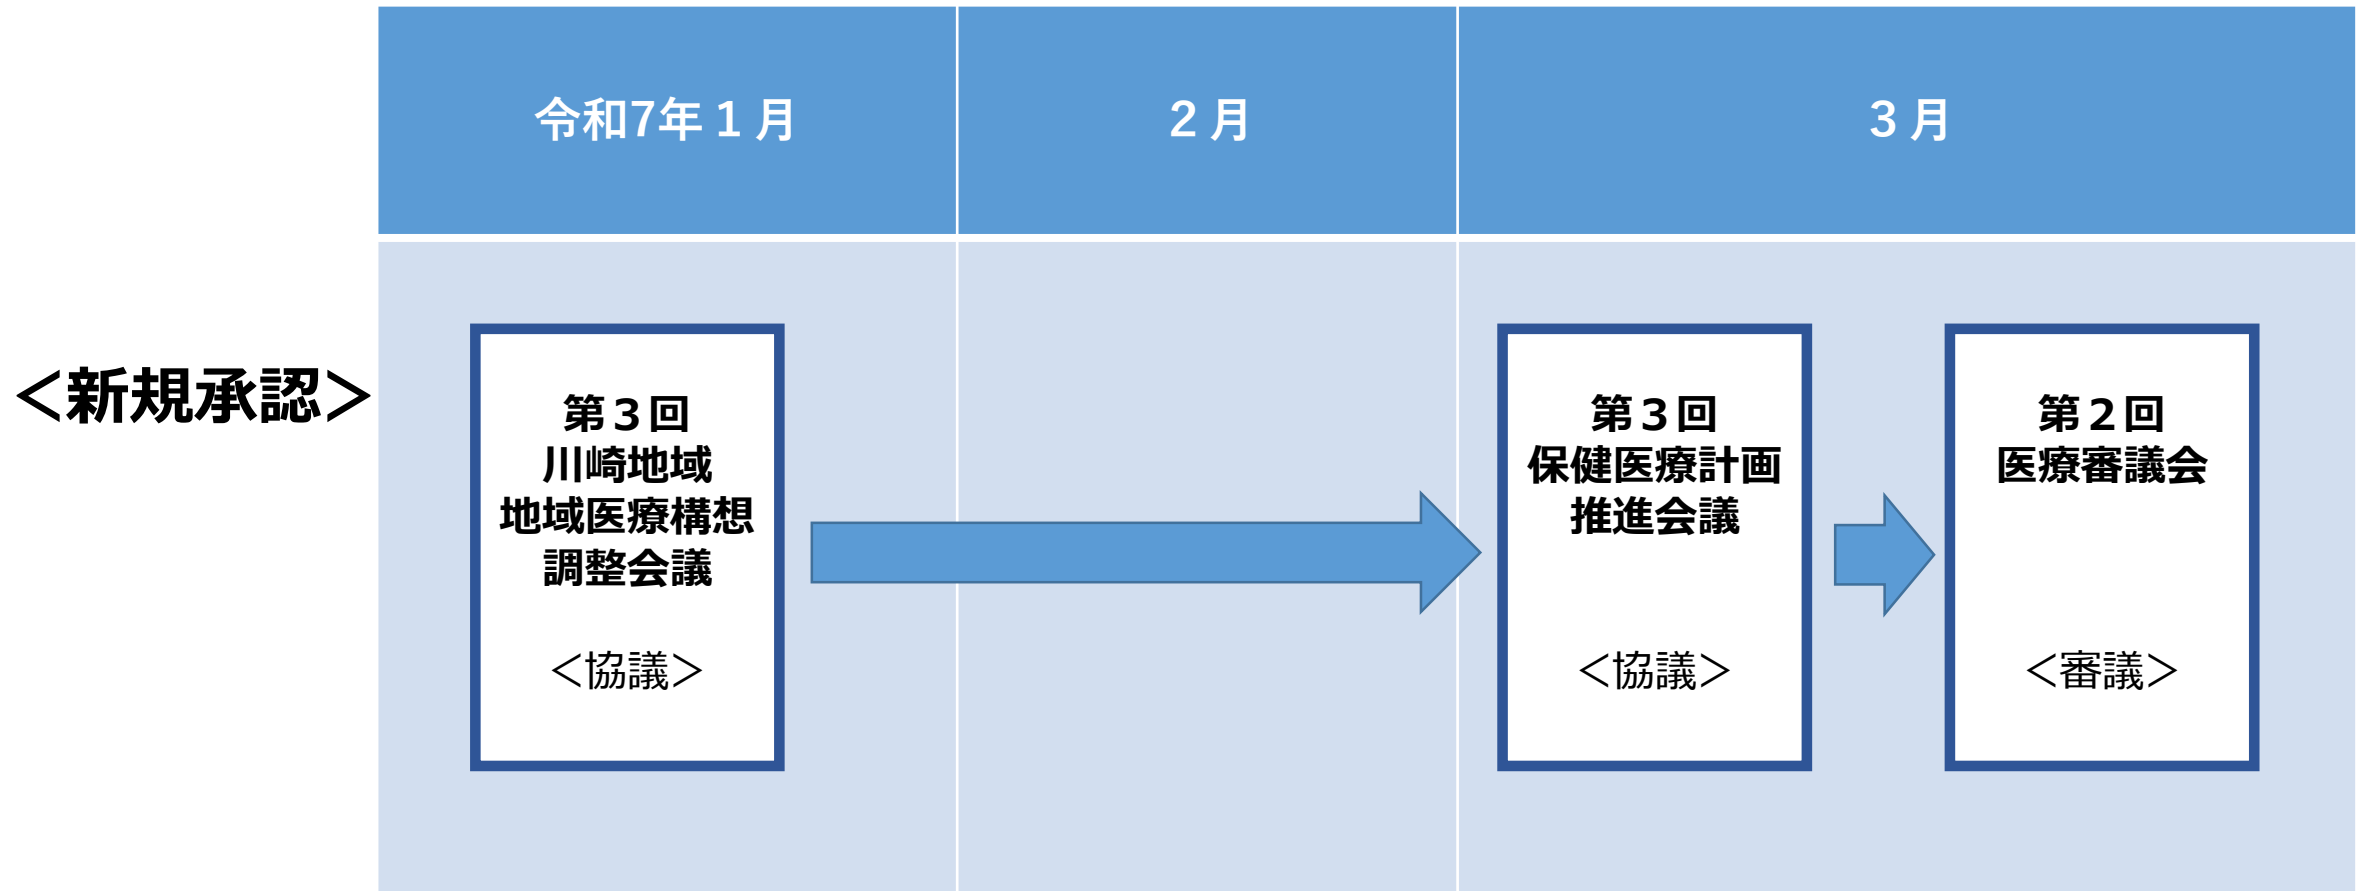 令和7年１月
２月
３月
＜新規承認＞
第３回
川崎地域
地域医療構想
調整会議
＜協議＞
第３回
保健医療計画
推進会議
＜協議＞
第２回
医療審議会
＜審議＞